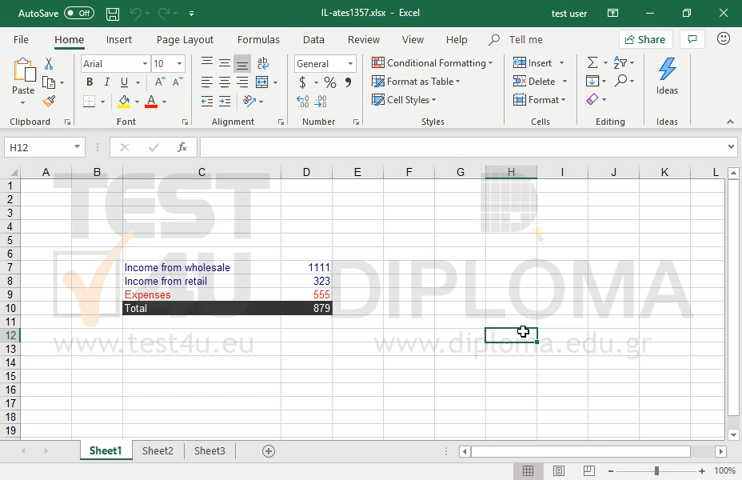 AutoSave Off IL-ates1357.xlsx - Excel test user
File Home Insert Page Layout Formulas Data Review View Help Tell me Share
Paste Arial 10 General Conditional Formatting Insert Ideas
B I U A A ab Format as Table Delete
$ % , Cell Styles Format
Clipboard Font Alignment Number Styles Cells Editing Ideas
H12 fx
A B C D E F G H I J K L
1
2
3
4
5
6
7 Income from wholesale 1111
8 Income from retail 323
9 Expenses 555
10 Total 879
11
12
13
14
15
16
17
18
19
TEST 4U DIPLOMA
www.test4u.eu www.diploma.edu.gr
Sheet1 Sheet2 Sheet3
100%